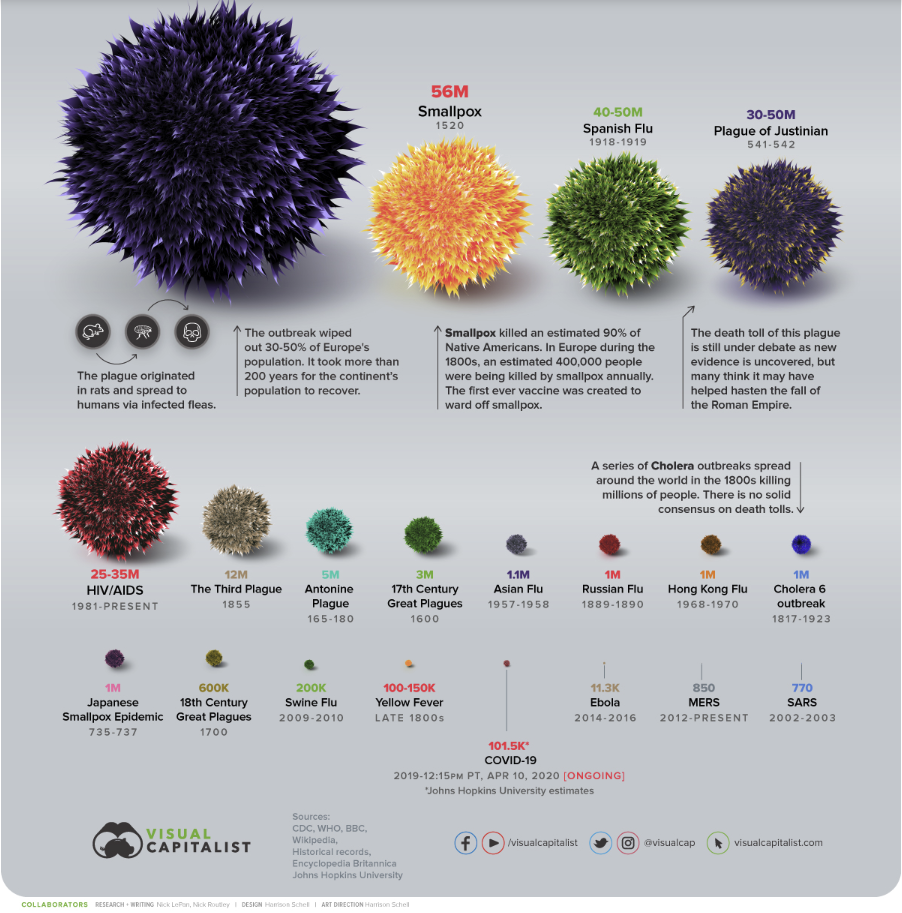 56M
Smallpox
1520
40-50M
Spanish Flu
1918-1919
30-50M
Plague of Justinian
541-542
The plague originated
in rats and spread to
humans via infected fleas.
The outbreak wiped
out 30-50% of Europe's
population. It took more than
200 years for the continent's
population to recover.
Smallpox killed an estimated 90% of
Native Americans. In Europe during the
1800s, an estimated 400,000 people
were being killed by smallpox annually.
The first ever vaccine was created to
ward off smallpox.
The death toll of this plague
is still under debate as new
evidence is uncovered, but
many think it may have
helped hasten the fall of
the Roman Empire.
A series of Cholera outbreaks spread
around the world in the 1800s killing
millions of people. There is no solid
consensus on death tolls.
25-35M
HIV/AIDS
1981-PRESENT
12M
The Third Plague
1855
5M
Antonine
Plague
165-180
3M
17th Century
Great Plagues
1600
1.1M
Asian Flu
1957-1958
1M
Russian Flu
1889-1890
1M
Hong Kong Flu
1968-1970
1M
Cholera 6
outbreak
1817-1923
1M
Japanese
Smallpox Epidemic
735-737
600K
18th Century
Great Plagues
1700
200K
Swine Flu
2009-2010
100-150K
Yellow Fever
LATE 1800s
101.5K*
COVID-19
2019-12:15PM PT, APR 10, 2020 [ONGOING]
*Johns Hopkins University estimates
11.3K
Ebola
2014-2016
850
MERS
2012-PRESENT
770
SARS
2002-2003
VISUAL
CAPITALIST
Sources:
CDC, WHO, BBC,
Wikipedia,
Historical records,
Encyclopedia Britannica
Johns Hopkins University
/visualcapitalist
@visualcap
visualcapitalist.com
COLLABORATORS RESEARCH + WRITING Nick LePan, Nick Routley | DESIGN Harrison Schell | ART DIRECTION Harrison Schell